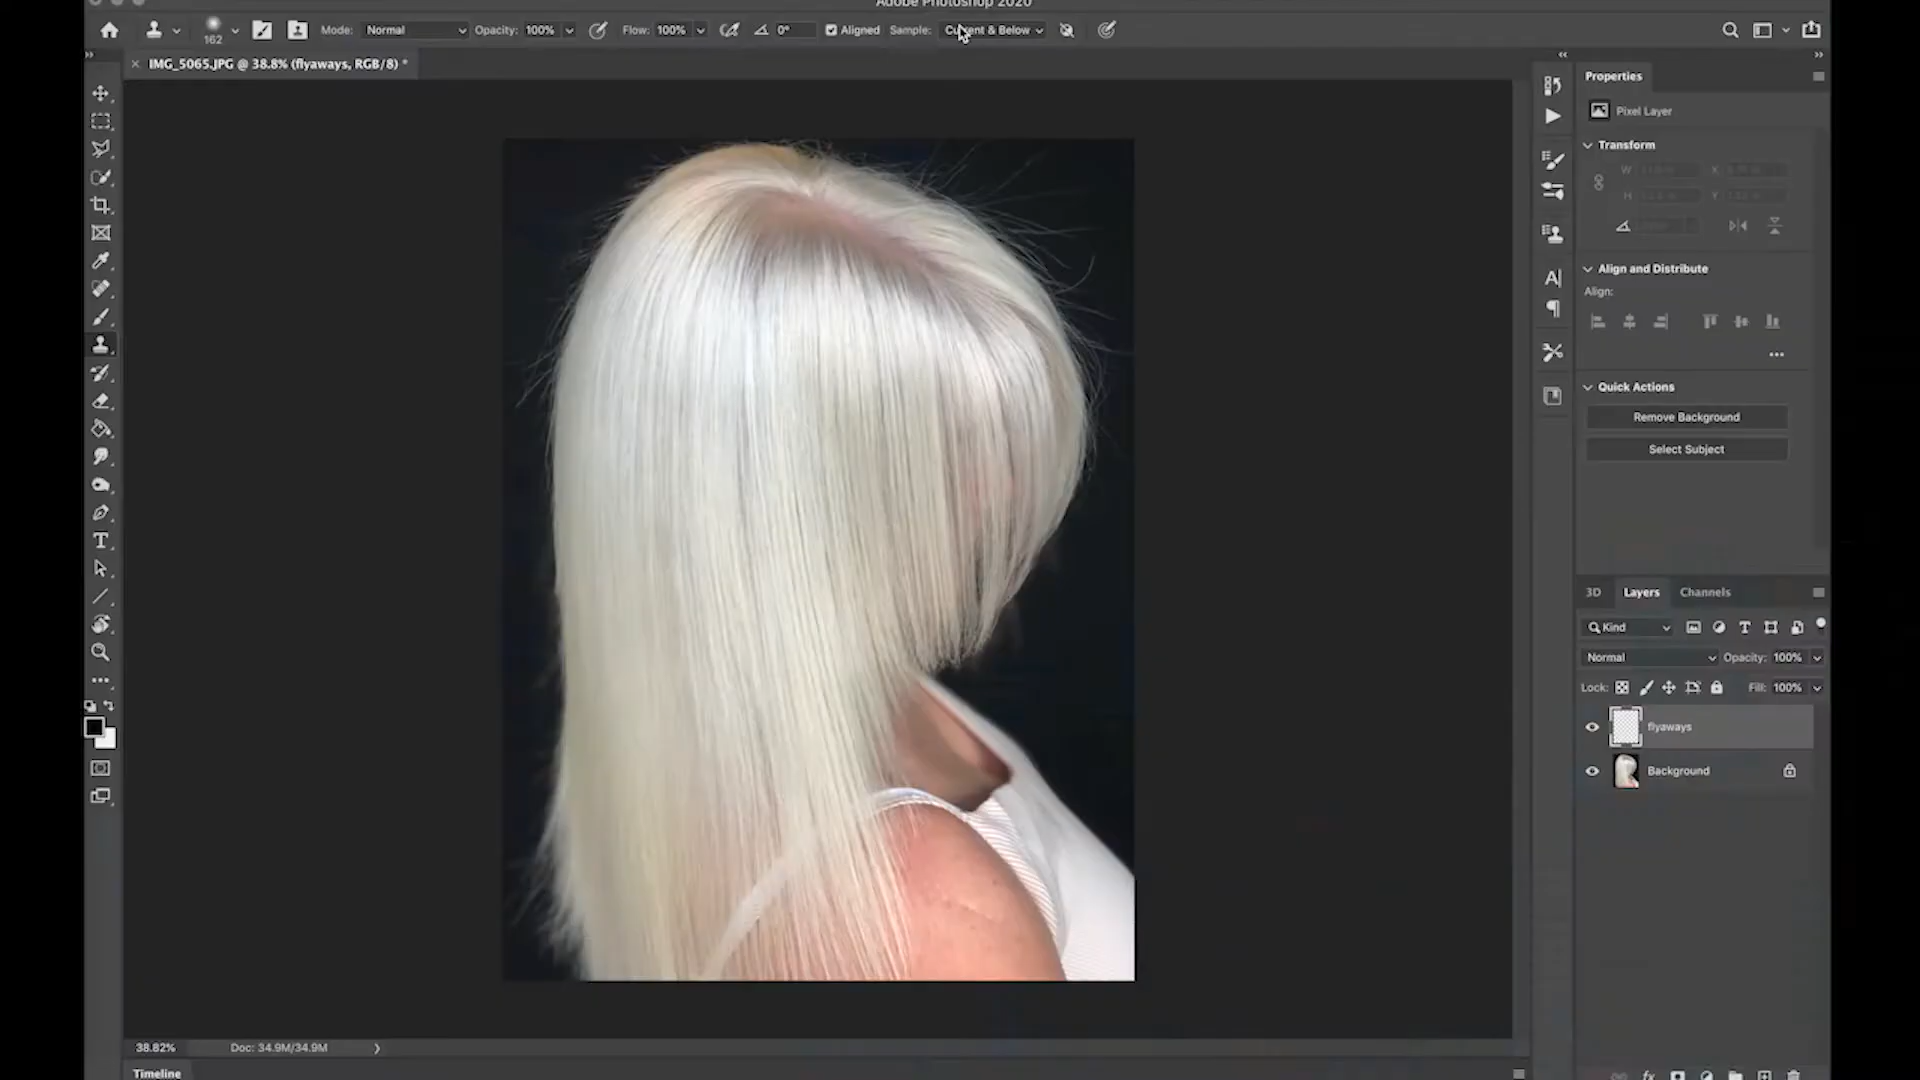 Adobe Photoshop 2020
162
Mode: Normal Opacity: 100% Flow: 100% 0° Aligned Sample: Current & Below
IMG_5065.JPG @ 38.8% (flyaways, RGB/8) *
Properties
Pixel Layer
Transform
W X
H Y
Align and Distribute
Align:
Quick Actions
Remove Background
Select Subject
3D Layers Channels
Kind
Normal Opacity: 100%
Lock: Fill: 100%
flyaways
Background
38.82% Doc: 34.9M/34.9M
Timeline